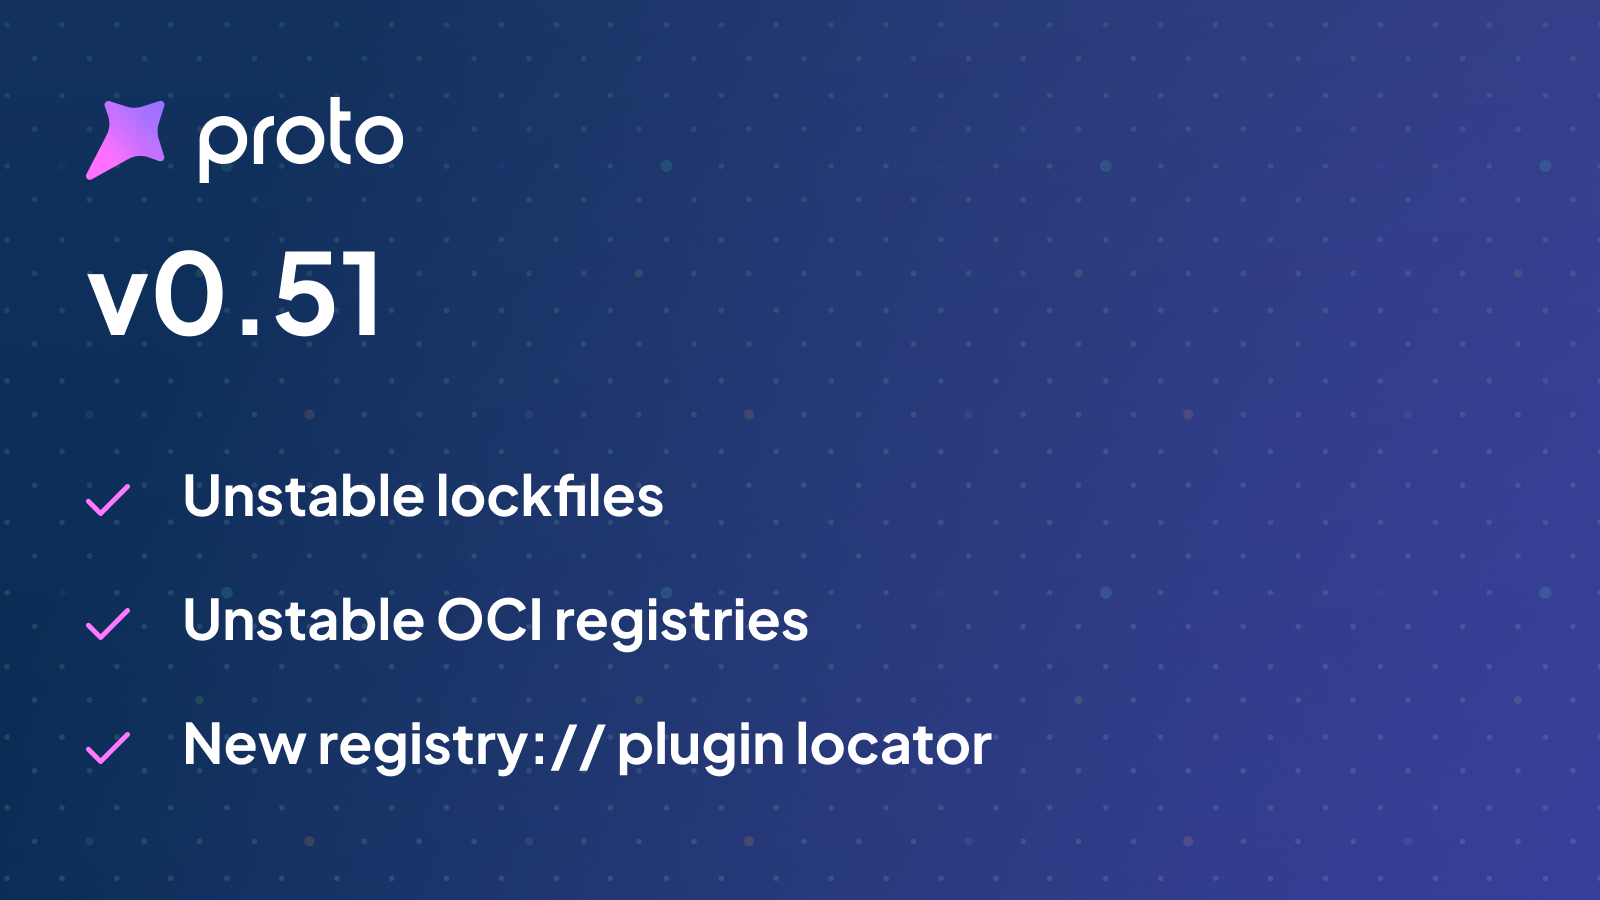 proto
v0.51
Unstable lockfiles
Unstable OCI registries
New registry:// plugin locator